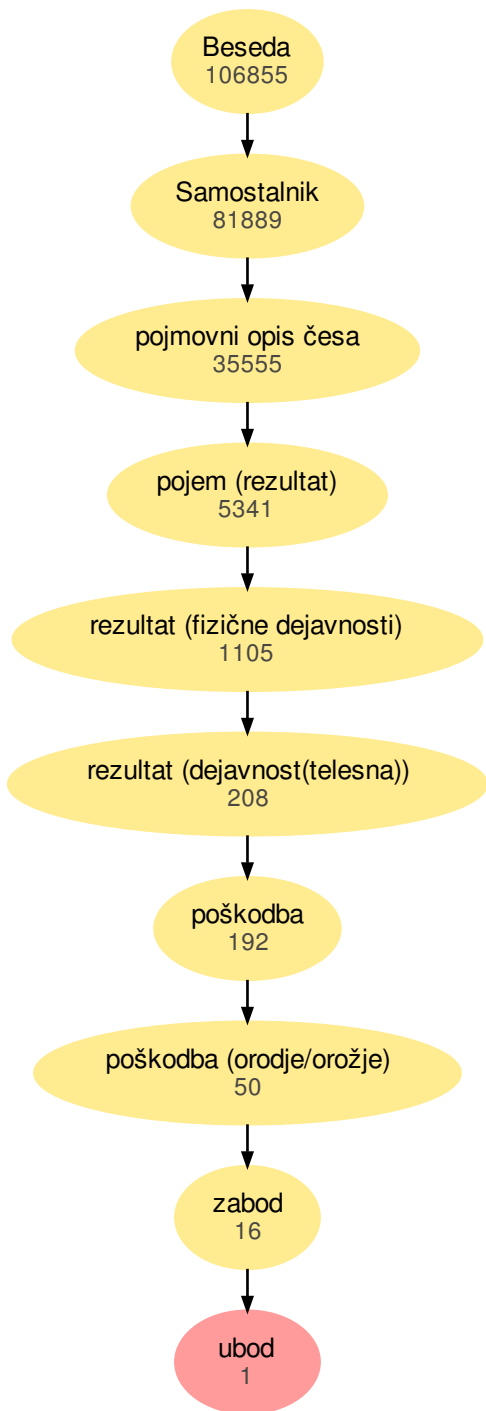 Beseda
106855
Samostalnik
81889
pojmovni opis česa
35555
pojem (rezultat)
5341
rezultat (fizične dejavnosti)
1105
rezultat (dejavnost(telesna))
208
poškodba
192
poškodba (orodje/orožje)
50
zabod
16
ubod
1